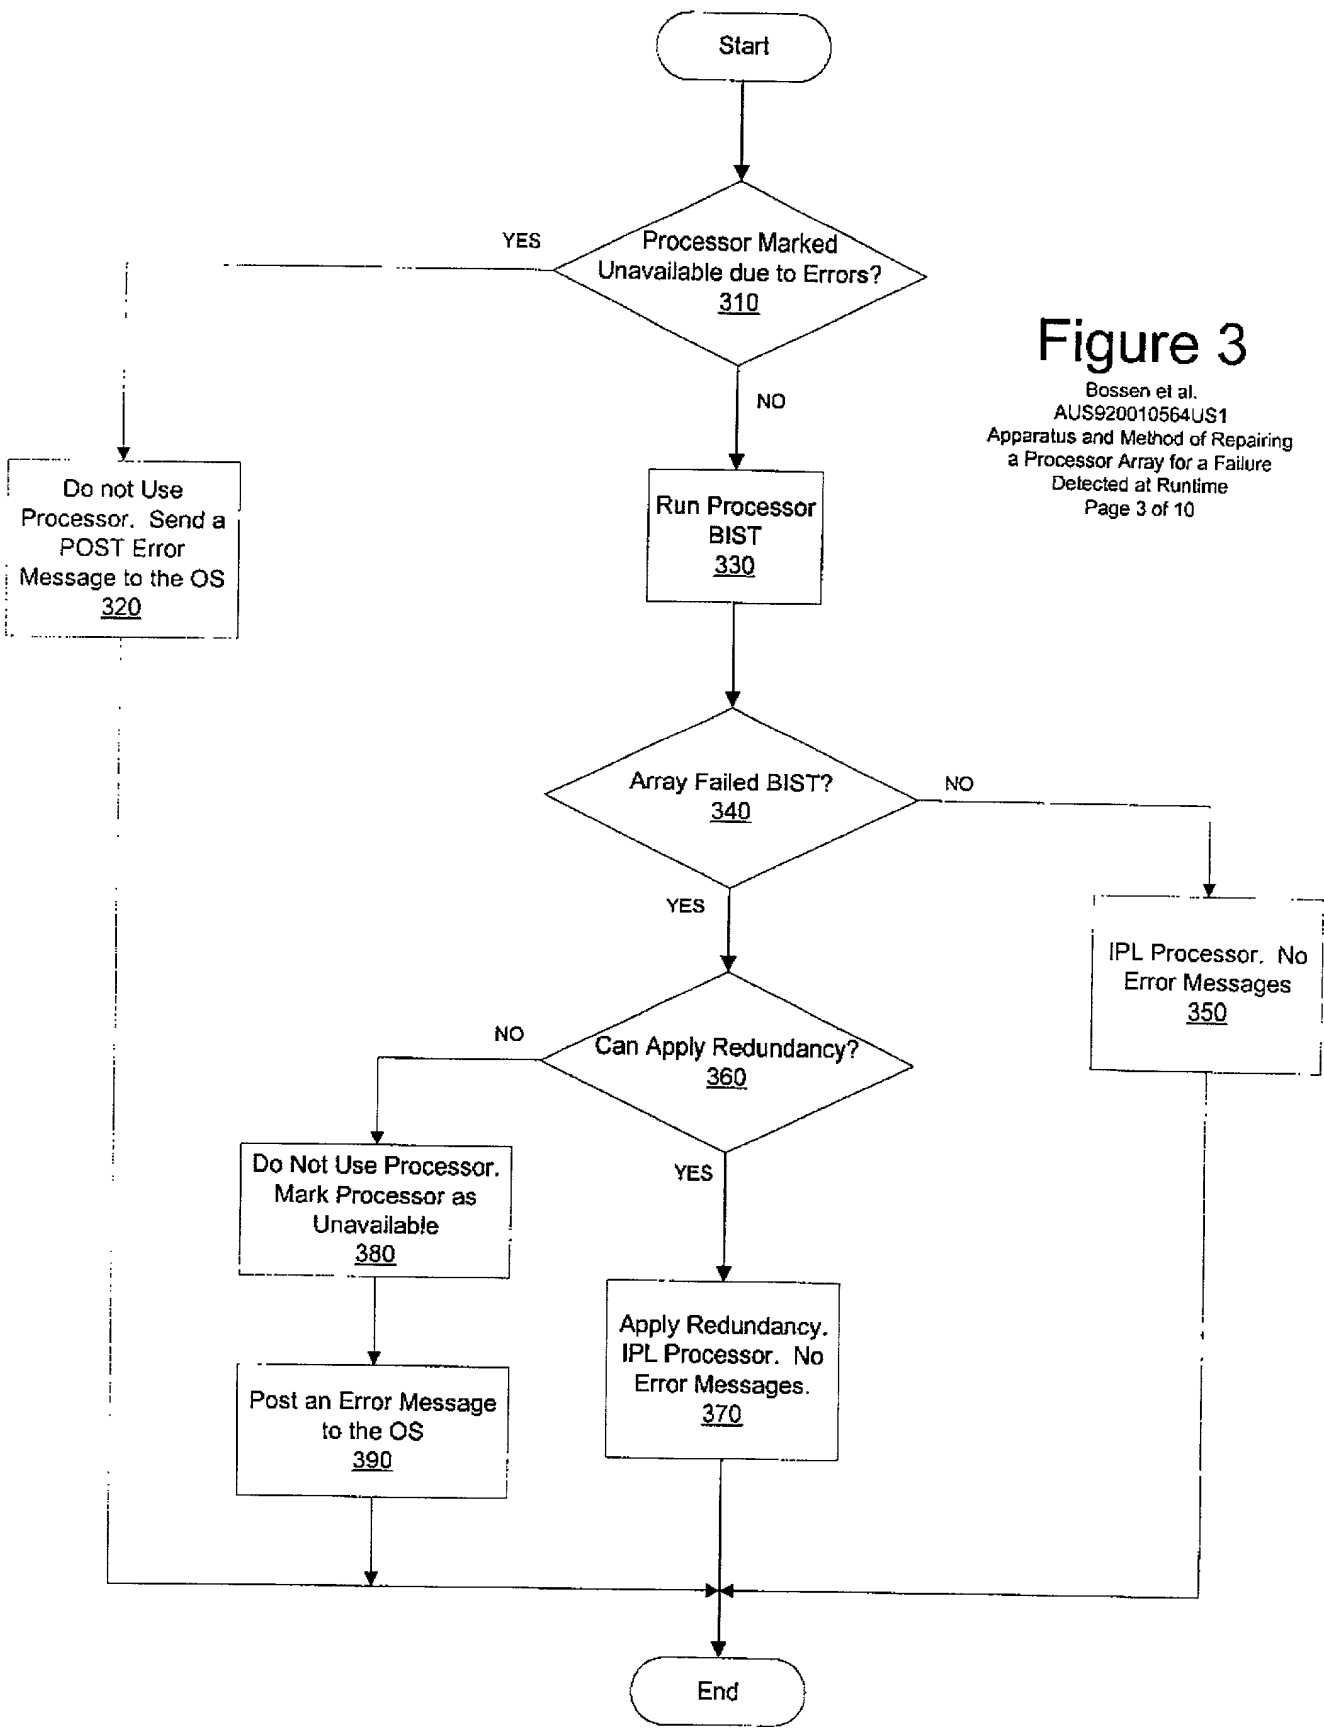 Start
YES
Processor Marked
Unavailable due to Errors?
310
Figure 3
Bossen et al.
AUS920010564US1
Apparatus and Method of Repairing
a Processor Array for a Failure
Detected at Runtime
Page 3 of 10
NO
Do not Use
Processor. Send a
POST Error
Message to the OS
320
Run Processor
BIST
330
Array Failed BIST?
340
NO
YES
IPL Processor. No
Error Messages
350
NO
Can Apply Redundancy?
360
YES
Do Not Use Processor.
Mark Processor as
Unavailable
380
Apply Redundancy.
IPL Processor. No
Error Messages.
370
Post an Error Message
to the OS
390
End